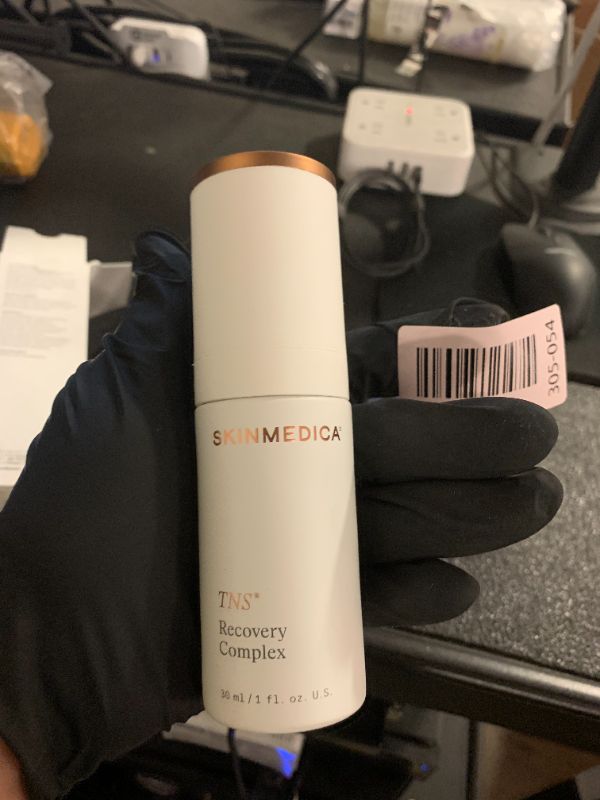 SKINMEDICA®
TNS®
Recovery
Complex
30 ml / 1 fl. oz. U.S.
305-054